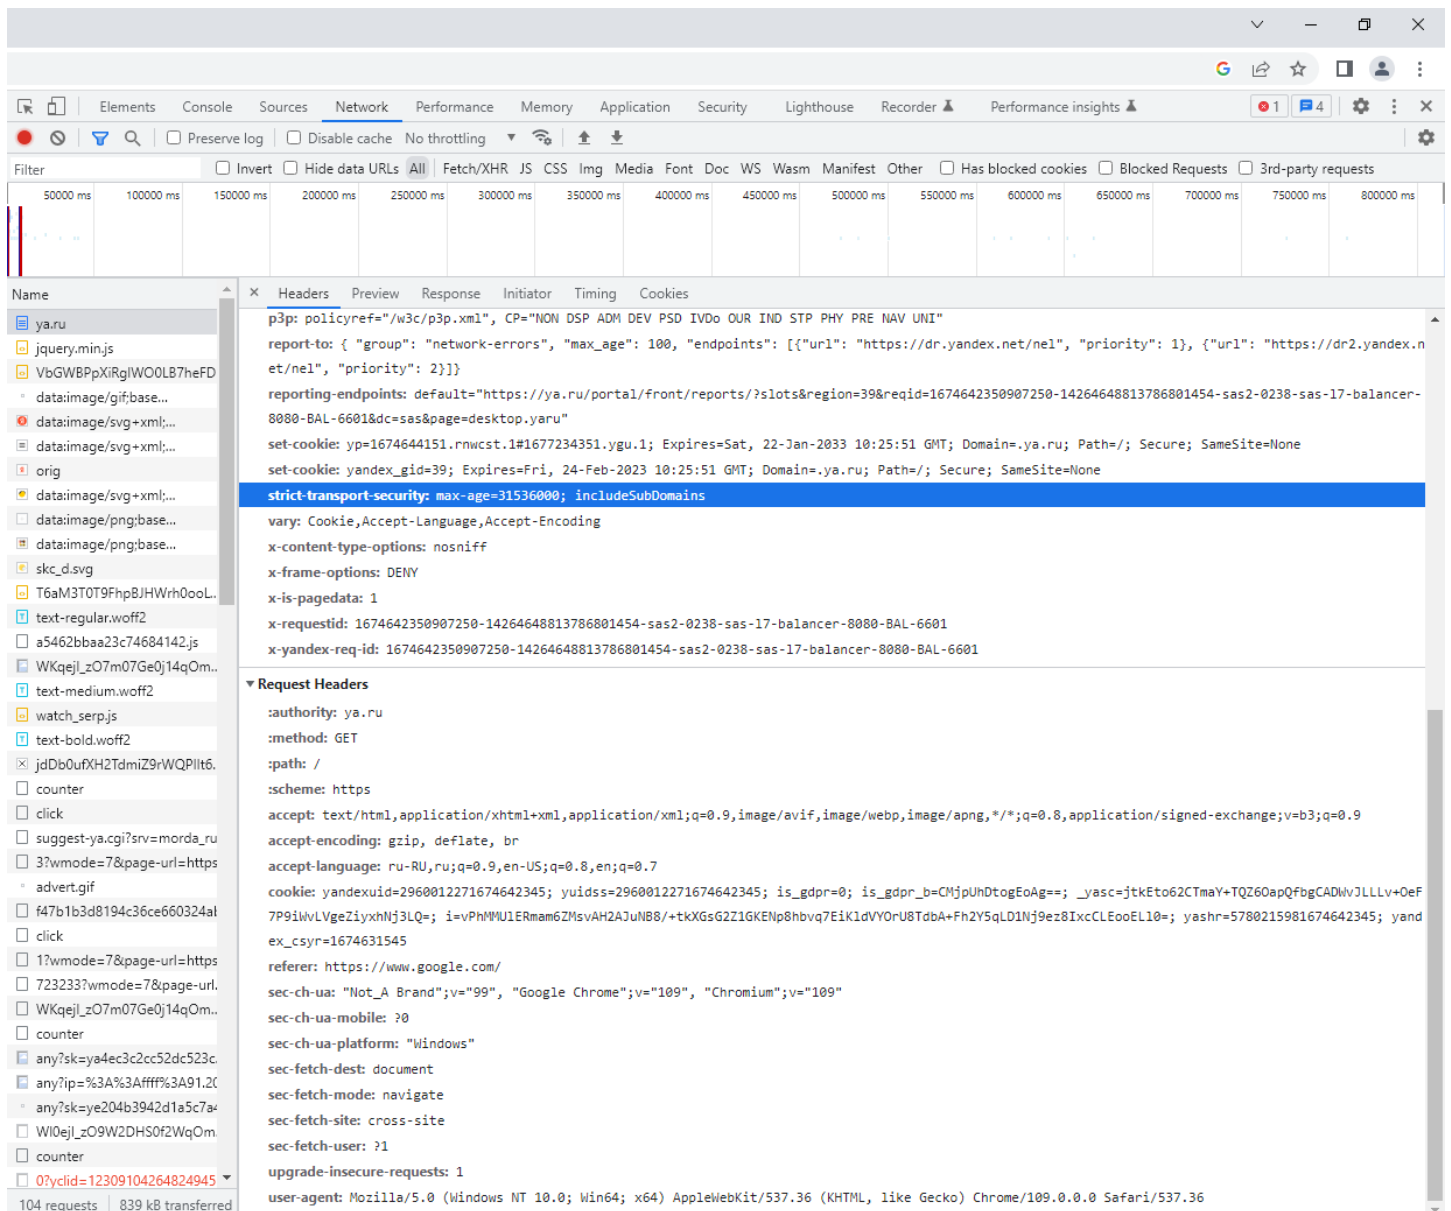 Elements Console Sources Network Performance Memory Application Security Lighthouse Recorder Performance insights 1 4
Preserve log Disable cache No throttling
Filter Invert Hide data URLs All Fetch/XHR JS CSS Img Media Font Doc WS Wasm Manifest Other Has blocked cookies Blocked Requests 3rd-party requests
50000 ms 100000 ms 150000 ms 200000 ms 250000 ms 300000 ms 350000 ms 400000 ms 450000 ms 500000 ms 550000 ms 600000 ms 650000 ms 700000 ms 750000 ms 800000 ms
Name
ya.ru
jquery.min.js
VbGWBPpXiRgIWO0LB7heFD
data:image/gif;base...
data:image/svg+xml;...
data:image/svg+xml;...
orig
data:image/svg+xml;...
data:image/png;base...
data:image/png;base...
skc_d.svg
T6aM3T0T9FhpBJHWrh0ooL..
text-regular.woff2
a5462bbaa23c74684142.js
WKqejI_zO7m07Ge0j14qOm..
text-medium.woff2
watch_serp.js
text-bold.woff2
jdDb0ufXH2TdmiZ9rWQPIIt6.
counter
click
suggest-ya.cgi?srv=morda_ru
3?wmode=7&page-url=https
advert.gif
f47b1b3d8194c36ce660324al
click
1?wmode=7&page-url=https
723233?wmode=7&page-url.
WKqejI_zO7m07Ge0j14qOm..
counter
any?sk=ya4ec3c2cc52dc523c.
any?ip=%3A%3Affff%3A91.20
any?sk=ye204b3942d1a5c7a4
WI0ejI_zO9W2DHS0f2WqOm.
counter
0?yclid=12309104264824945
104 requests 839 kB transferred
Headers Preview Response Initiator Timing Cookies
p3p: policyref="/w3c/p3p.xml", CP="NON DSP ADM DEV PSD IVDo OUR IND STP PHY PRE NAV UNI"
report-to: { "group": "network-errors", "max_age": 100, "endpoints": [{"url": "https://dr.yandex.net/nel", "priority": 1}, {"url": "https://dr2.yandex.n
et/nel", "priority": 2}]}
reporting-endpoints: default="https://ya.ru/portal/front/reports/?slots&region=39&reqid=1674642350907250-14264648813786801454-sas2-0238-sas-l7-balancer-
8080-BAL-6601&dc=sas&page=desktop.yaru"
set-cookie: yp=1674644151.rnwcst.1#1677234351.ygu.1; Expires=Sat, 22-Jan-2033 10:25:51 GMT; Domain=.ya.ru; Path=/; Secure; SameSite=None
set-cookie: yandex_gid=39; Expires=Fri, 24-Feb-2023 10:25:51 GMT; Domain=.ya.ru; Path=/; Secure; SameSite=None
strict-transport-security: max-age=31536000; includeSubDomains
vary: Cookie,Accept-Language,Accept-Encoding
x-content-type-options: nosniff
x-frame-options: DENY
x-is-pagedata: 1
x-requestid: 1674642350907250-14264648813786801454-sas2-0238-sas-l7-balancer-8080-BAL-6601
x-yandex-req-id: 1674642350907250-14264648813786801454-sas2-0238-sas-l7-balancer-8080-BAL-6601
Request Headers
:authority: ya.ru
:method: GET
:path: /
:scheme: https
accept: text/html,application/xhtml+xml,application/xml;q=0.9,image/avif,image/webp,image/apng,*/*;q=0.8,application/signed-exchange;v=b3;q=0.9
accept-encoding: gzip, deflate, br
accept-language: ru-RU,ru;q=0.9,en-US;q=0.8,en;q=0.7
cookie: yandexuid=2960012271674642345; yuidss=2960012271674642345; is_gdpr=0; is_gdpr_b=CMjpUhDtogEoAg==; _yasc=jtkEto62CTmaY+TQZ6OapQfbgCADWvJLLLv+OeF
7P9iWvLVgeZiyxhNj3LQ=; i=vPhMMUlERmam6ZMsvAH2AJuNB8/+tkXGsG2Z1GKENp8hbvq7EiKldVYOrU8TdbA+Fh2Y5qLD1Nj9ez8IxcCLEooELl0=; yashr=5780215981674642345; yand
ex_csyr=1674631545
referer: https://www.google.com/
sec-ch-ua: "Not_A Brand";v="99", "Google Chrome";v="109", "Chromium";v="109"
sec-ch-ua-mobile: ?0
sec-ch-ua-platform: "Windows"
sec-fetch-dest: document
sec-fetch-mode: navigate
sec-fetch-site: cross-site
sec-fetch-user: ?1
upgrade-insecure-requests: 1
user-agent: Mozilla/5.0 (Windows NT 10.0; Win64; x64) AppleWebKit/537.36 (KHTML, like Gecko) Chrome/109.0.0.0 Safari/537.36